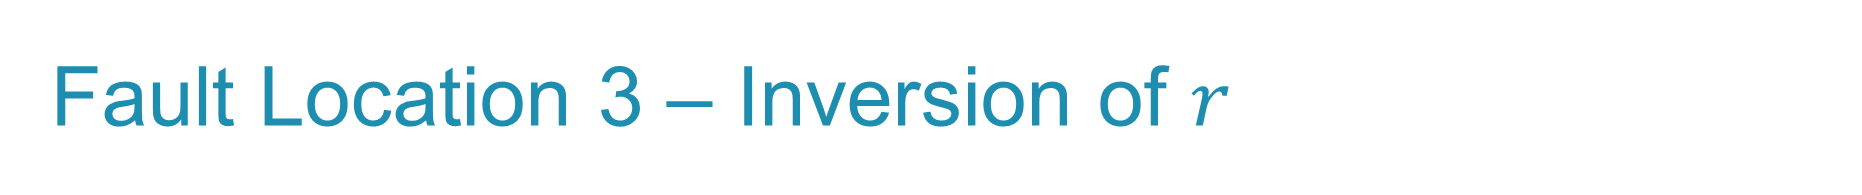 Fault Location 3 – Inversion of 𝑟